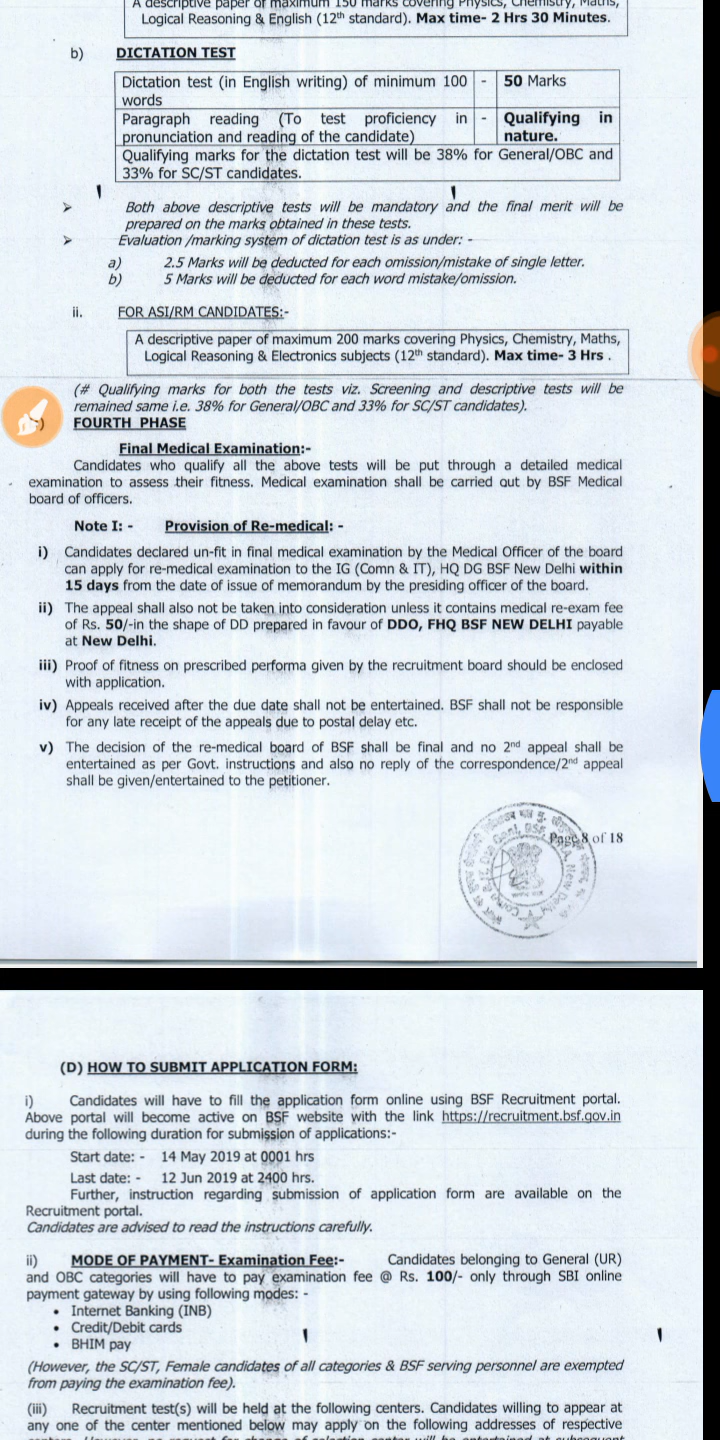 A descriptive paper of maximum 150 marks covering Physics, Chemistry, Maths,
Logical Reasoning & English (12th standard). Max time- 2 Hrs 30 Minutes.
b) DICTATION TEST
Dictation test (in English writing) of minimum 100 - 50 Marks
words
Paragraph reading (To test proficiency in - Qualifying in
pronunciation and reading of the candidate) nature.
Qualifying marks for the dictation test will be 38% for General/OBC and
33% for SC/ST candidates.
➢ Both above descriptive tests will be mandatory and the final merit will be
prepared on the marks obtained in these tests.
➢ Evaluation /marking system of dictation test is as under: -
a) 2.5 Marks will be deducted for each omission/mistake of single letter.
b) 5 Marks will be deducted for each word mistake/omission.
ii. FOR ASI/RM CANDIDATES:-
A descriptive paper of maximum 200 marks covering Physics, Chemistry, Maths,
Logical Reasoning & Electronics subjects (12th standard). Max time- 3 Hrs .
(# Qualifying marks for both the tests viz. Screening and descriptive tests will be
remained same i.e. 38% for General/OBC and 33% for SC/ST candidates).
FOURTH PHASE
Final Medical Examination:-
Candidates who qualify all the above tests will be put through a detailed medical
examination to assess their fitness. Medical examination shall be carried out by BSF Medical
board of officers.
Note I: - Provision of Re-medical: -
i) Candidates declared un-fit in final medical examination by the Medical Officer of the board
can apply for re-medical examination to the IG (Comn & IT), HQ DG BSF New Delhi within
15 days from the date of issue of memorandum by the presiding officer of the board.
ii) The appeal shall also not be taken into consideration unless it contains medical re-exam fee
of Rs. 50/-in the shape of DD prepared in favour of DDO, FHQ BSF NEW DELHI payable
at New Delhi.
iii) Proof of fitness on prescribed performa given by the recruitment board should be enclosed
with application.
iv) Appeals received after the due date shall not be entertained. BSF shall not be responsible
for any late receipt of the appeals due to postal delay etc.
v) The decision of the re-medical board of BSF shall be final and no 2nd appeal shall be
entertained as per Govt. instructions and also no reply of the correspondence/2nd appeal
shall be given/entertained to the petitioner.
Page 8 of 18
(D) HOW TO SUBMIT APPLICATION FORM:
i) Candidates will have to fill the application form online using BSF Recruitment portal.
Above portal will become active on BSF website with the link https://recruitment.bsf.gov.in
during the following duration for submission of applications:-
Start date: - 14 May 2019 at 0001 hrs
Last date: - 12 Jun 2019 at 2400 hrs.
Further, instruction regarding submission of application form are available on the
Recruitment portal.
Candidates are advised to read the instructions carefully.
ii) MODE OF PAYMENT- Examination Fee:- Candidates belonging to General (UR)
and OBC categories will have to pay examination fee @ Rs. 100/- only through SBI online
payment gateway by using following modes: -
• Internet Banking (INB)
• Credit/Debit cards
• BHIM pay
(However, the SC/ST, Female candidates of all categories & BSF serving personnel are exempted
from paying the examination fee).
(iii) Recruitment test(s) will be held at the following centers. Candidates willing to appear at
any one of the center mentioned below may apply on the following addresses of respective